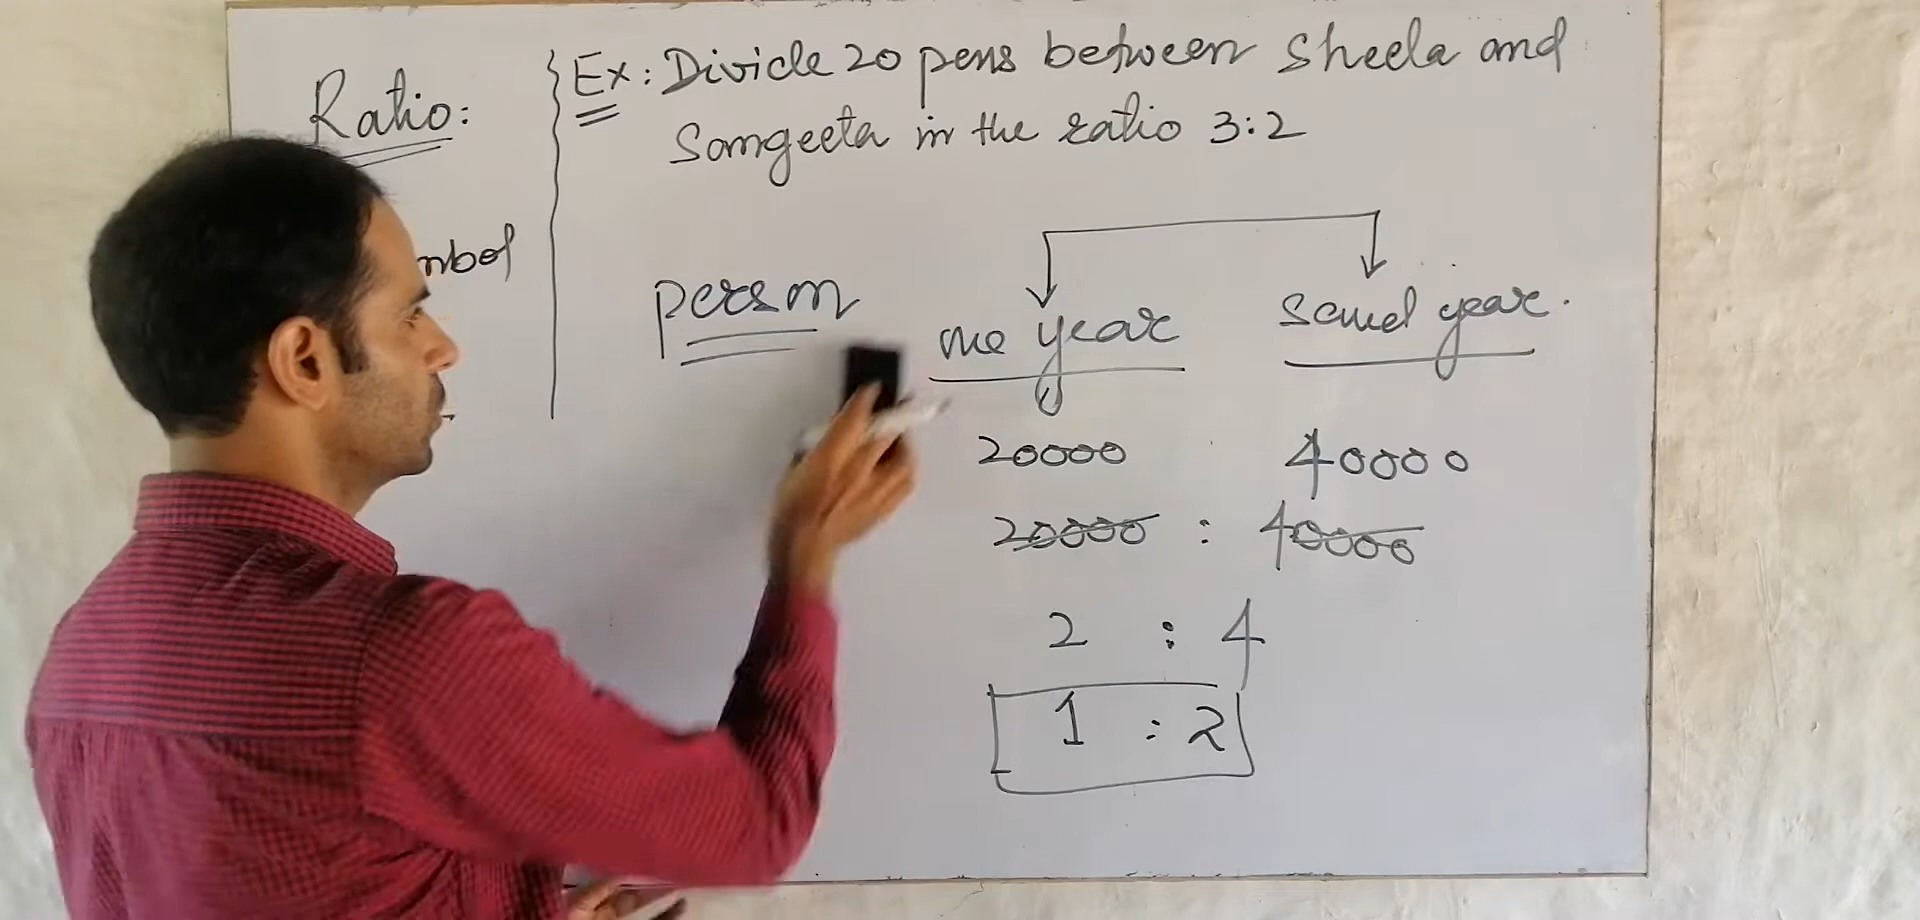 Ratio:
mbol
Ex: Divide 20 pens between Sheela and
Sangeeta in the ratio 3:2
Person
one year
Second year.
20000 40000
20000 : 40000
2 : 4
1 : 2